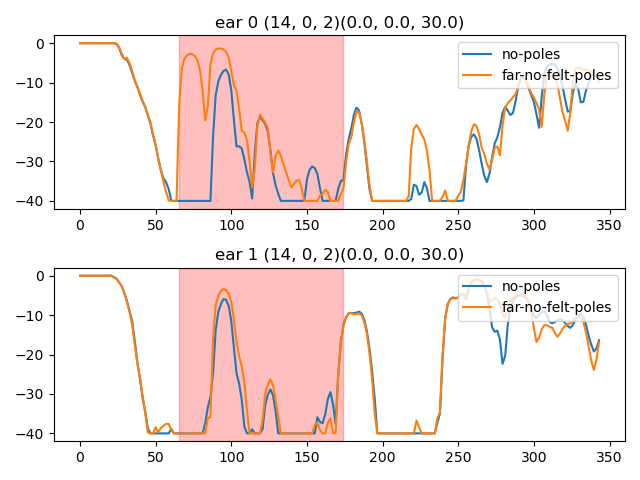 ear 0 (14, 0, 2)(0.0, 0.0, 30.0)
0
−10
−20
−30
−40
no-poles
far-no-felt-poles
0 50 100 150 200 250 300 350
ear 1 (14, 0, 2)(0.0, 0.0, 30.0)
0
−10
−20
−30
−40
no-poles
far-no-felt-poles
0 50 100 150 200 250 300 350